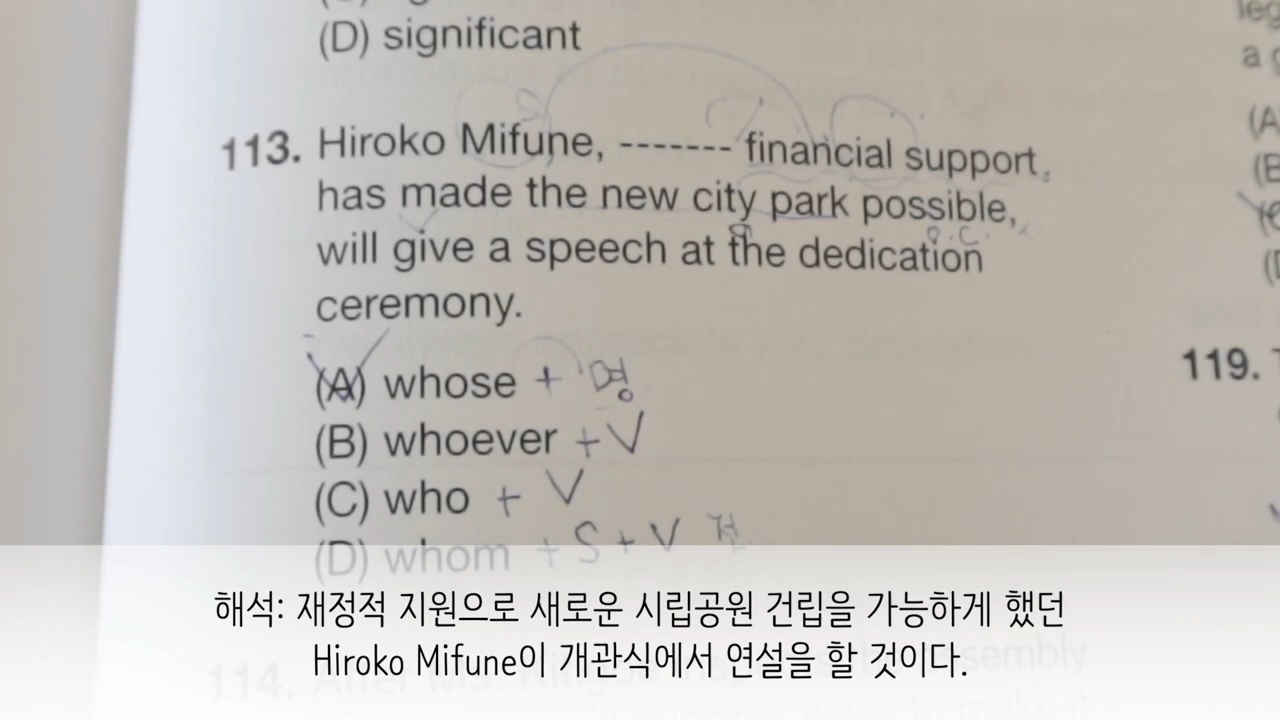 (D) significant
113. Hiroko Mifune, ------- financial support,
has made the new city park possible,
will give a speech at the dedication
ceremony.
O.C.
(A) whose + 명
(B) whoever + V
(C) who + V
(D) whom + S + V
해석: 재정적 지원으로 새로운 시립공원 건립을 가능하게 했던
Hiroko Mifune이 개관식에서 연설을 할 것이다.
114.
119.